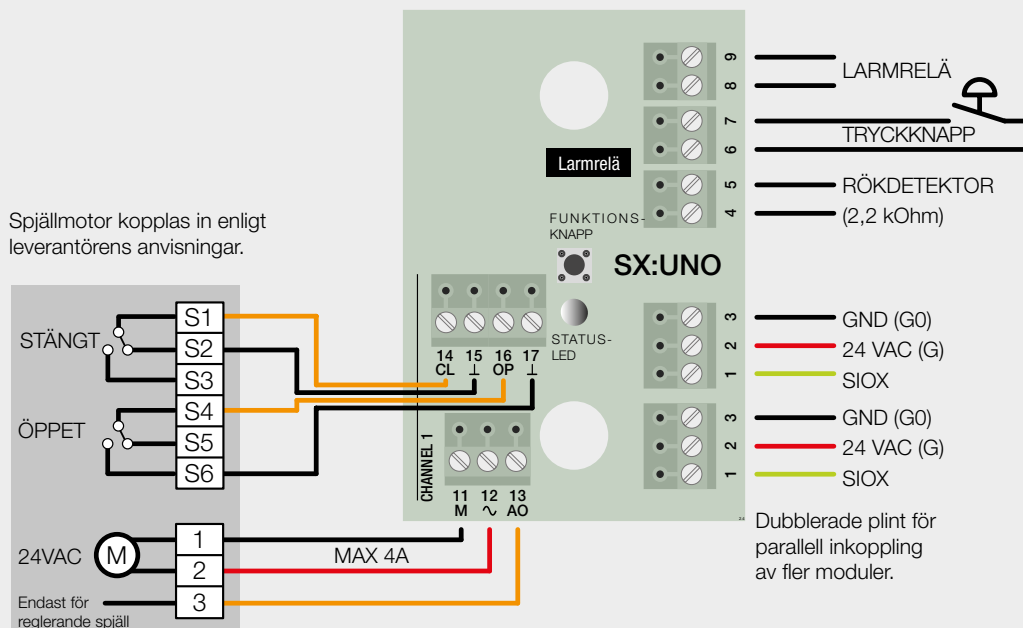 Spjällmotor kopplas in enligt
leverantörens anvisningar.
STÄNGT
S1
S2
S3
ÖPPET
S4
S5
S6
24VAC
M
1
2
3
Endast för
reglerande spjäll
MAX 4A
Larmrelä
FUNKTIONS-
KNAPP
SX:UNO
STATUS-
LED
14 15 16 17
CL ⊥ OP ⊥
CHANNEL 1
11 12 13
M ∿ AO
9
8
LARMRELÄ
7
6
TRYCKKNAPP
5
4
RÖKDETEKTOR
(2,2 kOhm)
3 GND (G0)
2 24 VAC (G)
1 SIOX
3 GND (G0)
2 24 VAC (G)
1 SIOX
Dubblerade plint för
parallell inkoppling
av fler moduler.